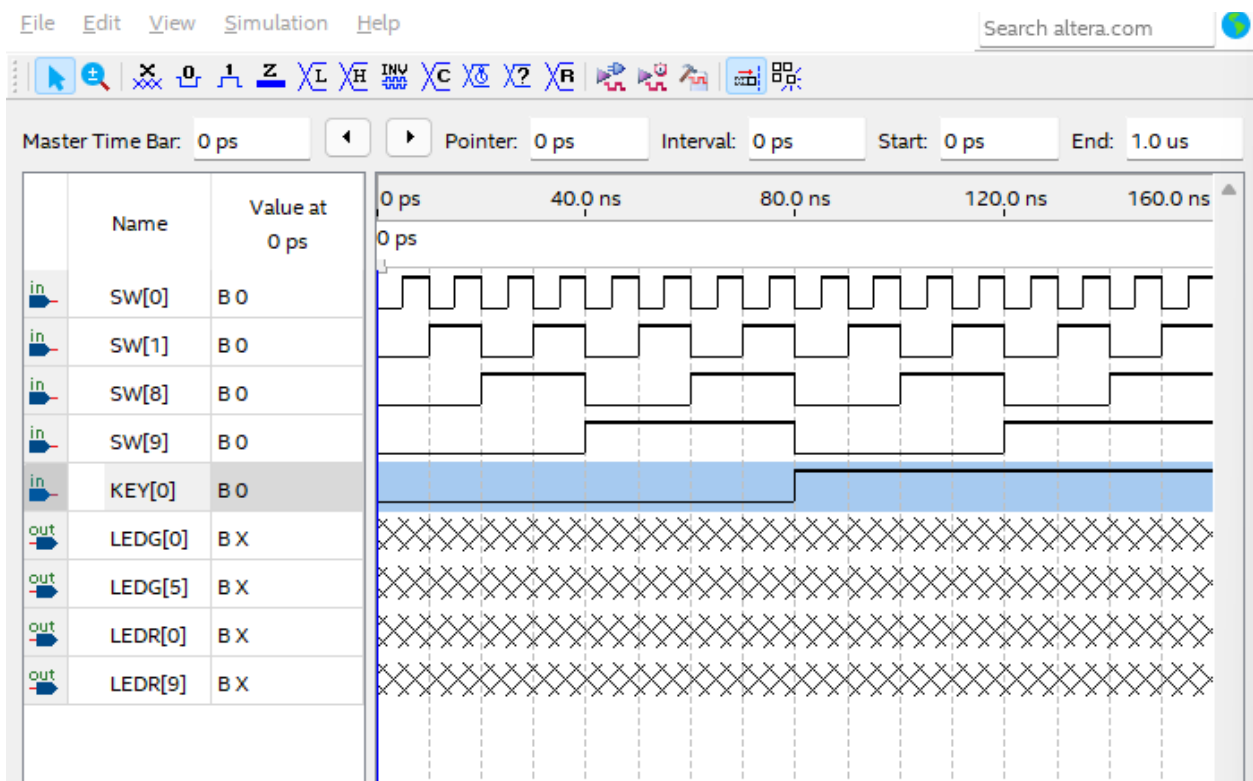 File Edit View Simulation Help
Search altera.com
X 0 1 Z L H INV C ? R
Master Time Bar: 0 ps Pointer: 0 ps Interval: 0 ps Start: 0 ps End: 1.0 us
Name Value at 0 ps
0 ps 40.0 ns 80.0 ns 120.0 ns 160.0 ns
0 ps
in SW[0] B 0
in SW[1] B 0
in SW[8] B 0
in SW[9] B 0
in KEY[0] B 0
out LEDG[0] B X
out LEDG[5] B X
out LEDR[0] B X
out LEDR[9] B X